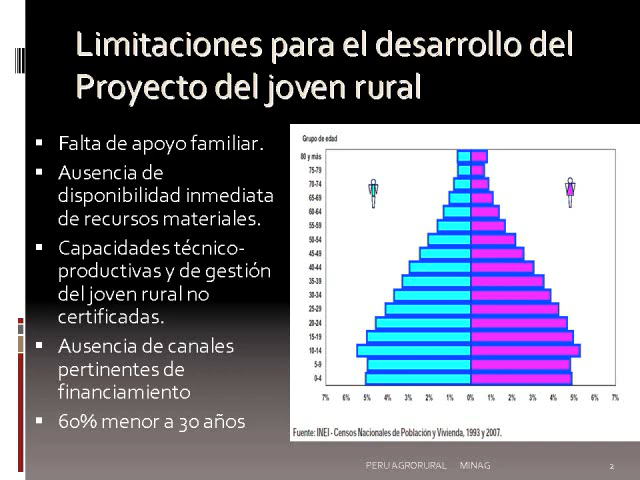 Limitaciones para el desarrollo del
Proyecto del joven rural
▪ Falta de apoyo familiar.
▪ Ausencia de
disponibilidad inmediata
de recursos materiales.
▪ Capacidades técnico-
productivas y de gestión
del joven rural no
certificadas.
▪ Ausencia de canales
pertinentes de
financiamiento
▪ 60% menor a 30 años
Grupo de edad
80 y más
75-79
70-74
65-69
60-64
55-59
50-54
45-49
40-44
35-39
30-34
25-29
20-24
15-19
10-14
5-9
0-4
7% 6% 5% 4% 3% 2% 1% 0% 1% 2% 3% 4% 5% 6% 7%
Fuente: INEI - Censos Nacionales de Población y Vivienda, 1993 y 2007.
PERU AGRORURAL MINAG 2